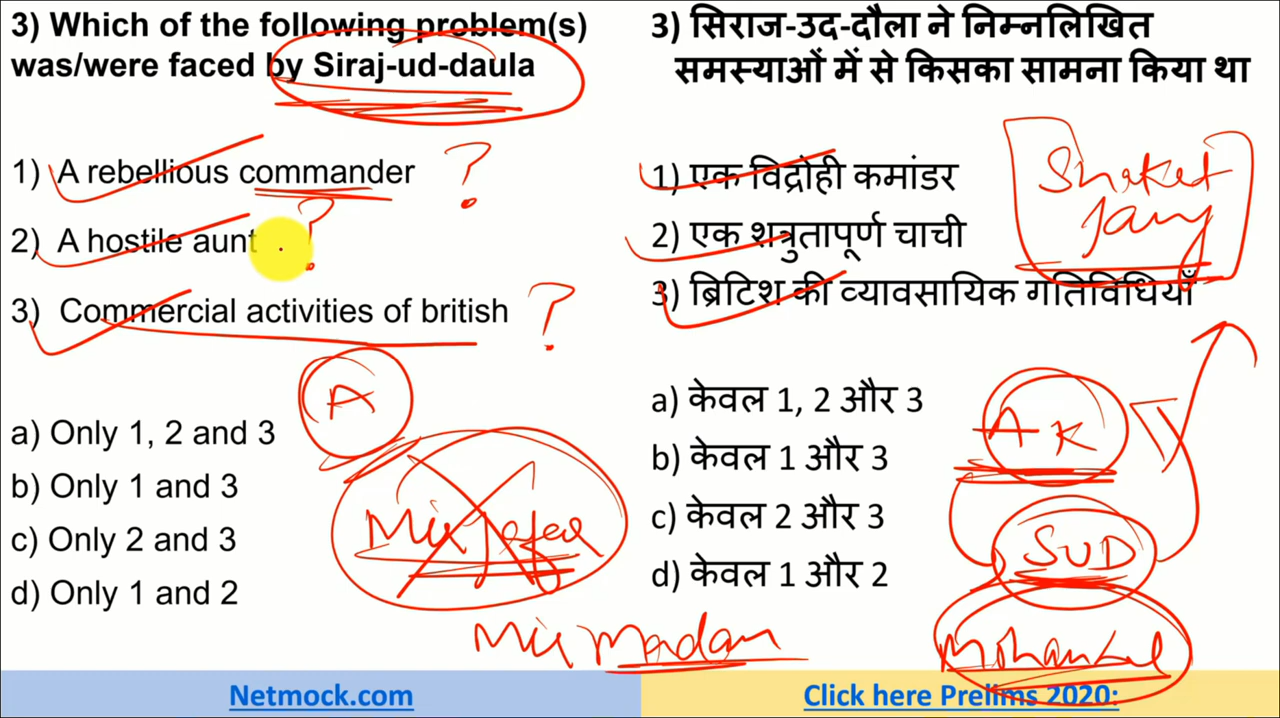 3) Which of the following problem(s)
was/were faced by Siraj-ud-daula
1) A rebellious commander ?
2) A hostile aunt ?
3) Commercial activities of british ?
A
a) Only 1, 2 and 3
b) Only 1 and 3
c) Only 2 and 3
d) Only 1 and 2
Mir Jafer
Mir Madan
3) सिराज-उद-दौला ने निम्नलिखित
समस्याओं में से किसका सामना किया था
1) एक विद्रोही कमांडर
2) एक शत्रुतापूर्ण चाची
3) ब्रिटिश की व्यावसायिक गतिविधियाँ
Shaket
Jang
a) केवल 1, 2 और 3
b) केवल 1 और 3
c) केवल 2 और 3
d) केवल 1 और 2
AK
SUD
Mohanlal
Netmock.com
Click here Prelims 2020: